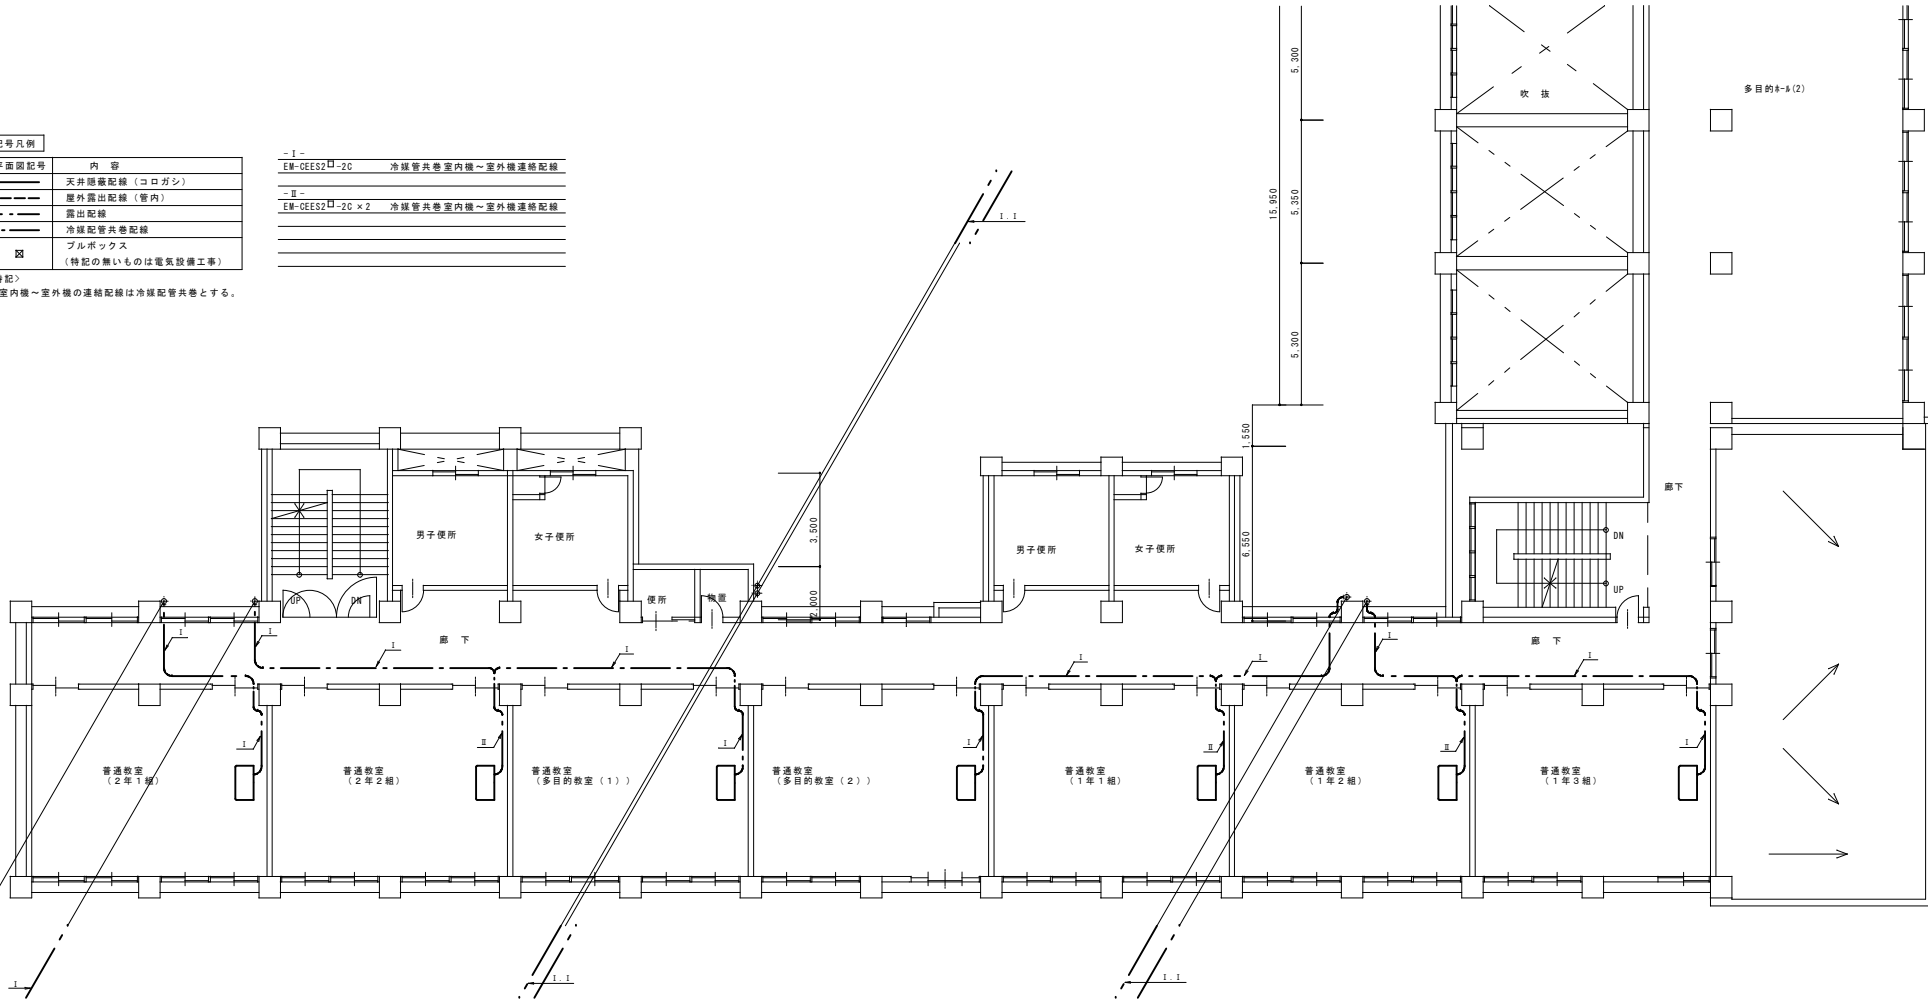 記号凡例
平面図記号 内 容
天井隠蔽配線（コロガシ）
屋外露出配線（管内）
露出配線
冷媒配管共巻配線
プルボックス
（特記の無いものは電気設備工事）
特記>
室内機～室外機の連絡配線は冷媒配管共巻とする。
-Ⅰ-
EM-CEES2□-2C 冷媒管共巻室内機～室外機連絡配線
-Ⅱ-
EM-CEES2□-2C×2 冷媒管共巻室内機～室外機連絡配線
Ⅰ.Ⅰ
5,300
15,950
5,350
5,300
1,550
6,550
3,500
2,000
吹 抜
多目的ホール(2)
廊下
男子便所
女子便所
男子便所
女子便所
便所
物置
UP
DN
DN
UP
廊 下
廊 下
Ⅰ
Ⅰ
Ⅰ
Ⅰ
Ⅰ
Ⅰ
Ⅰ
Ⅰ
Ⅰ
Ⅱ
Ⅰ
Ⅰ
Ⅱ
Ⅱ
Ⅰ
普通教室
（２年１組）
普通教室
（２年２組）
普通教室
（多目的教室（１））
普通教室
（多目的教室（２））
普通教室
（１年１組）
普通教室
（１年２組）
普通教室
（１年３組）
Ⅰ
Ⅰ.Ⅰ
Ⅰ.Ⅰ